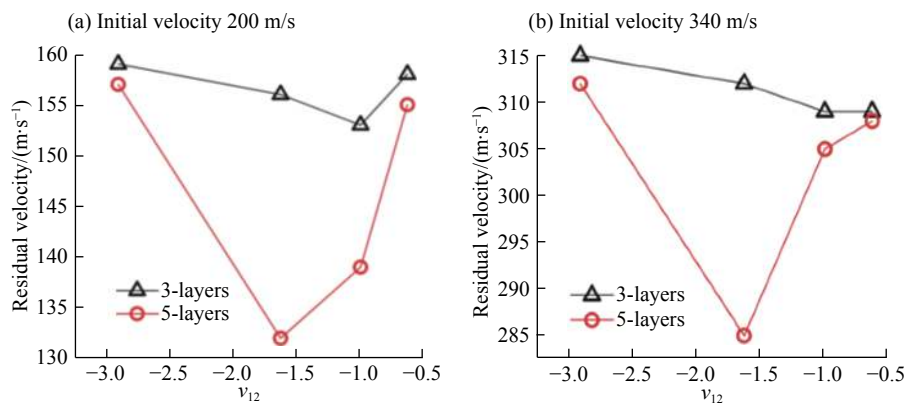 (a) Initial velocity 200 m/s
160
155
150
145
140
135
130
Residual velocity/(m·s⁻¹)
3-layers
5-layers
−3.0 −2.5 −2.0 −1.5 −1.0 −0.5
ν₁₂
(b) Initial velocity 340 m/s
315
310
305
300
295
290
285
Residual velocity/(m·s⁻¹)
3-layers
5-layers
−3.0 −2.5 −2.0 −1.5 −1.0 −0.5
ν₁₂